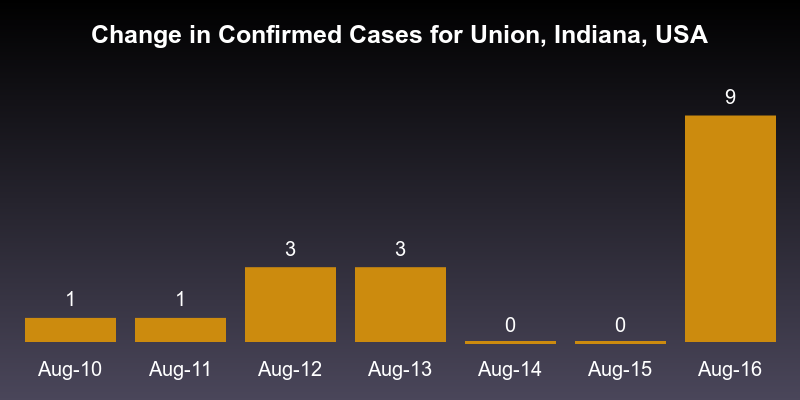 Change in Confirmed Cases for Union, Indiana, USA
9
3 3
1 1
0 0
Aug-10 Aug-11 Aug-12 Aug-13 Aug-14 Aug-15 Aug-16